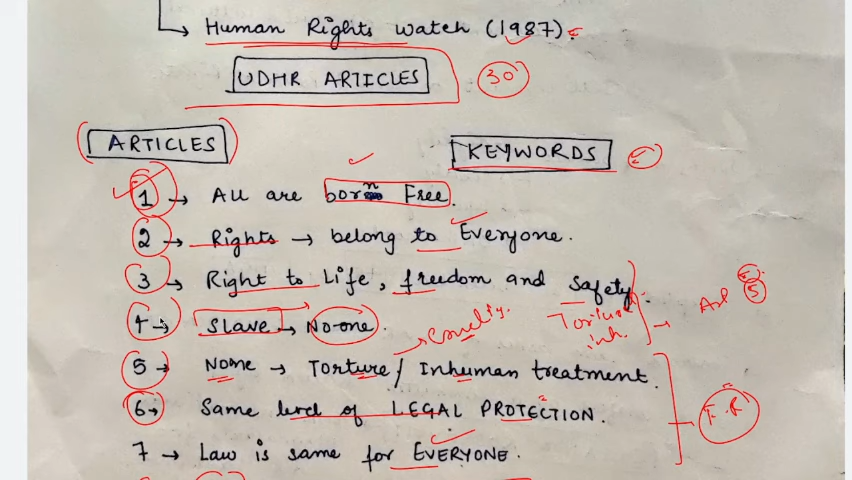 Human Rights watch (1987)
UDHR ARTICLES 30
ARTICLES KEYWORDS
1 → All are born Free.
2 → Rights → belong to Everyone.
3 → Right to Life, freedom and safety.
4 → Slave → No-one.
Cruelty.
Torture
inh.
Art 5
5 → None → Torture / Inhuman treatment.
6 → Same level of LEGAL PROTECTION.
F.R
7 → Law is same for EVERYONE.